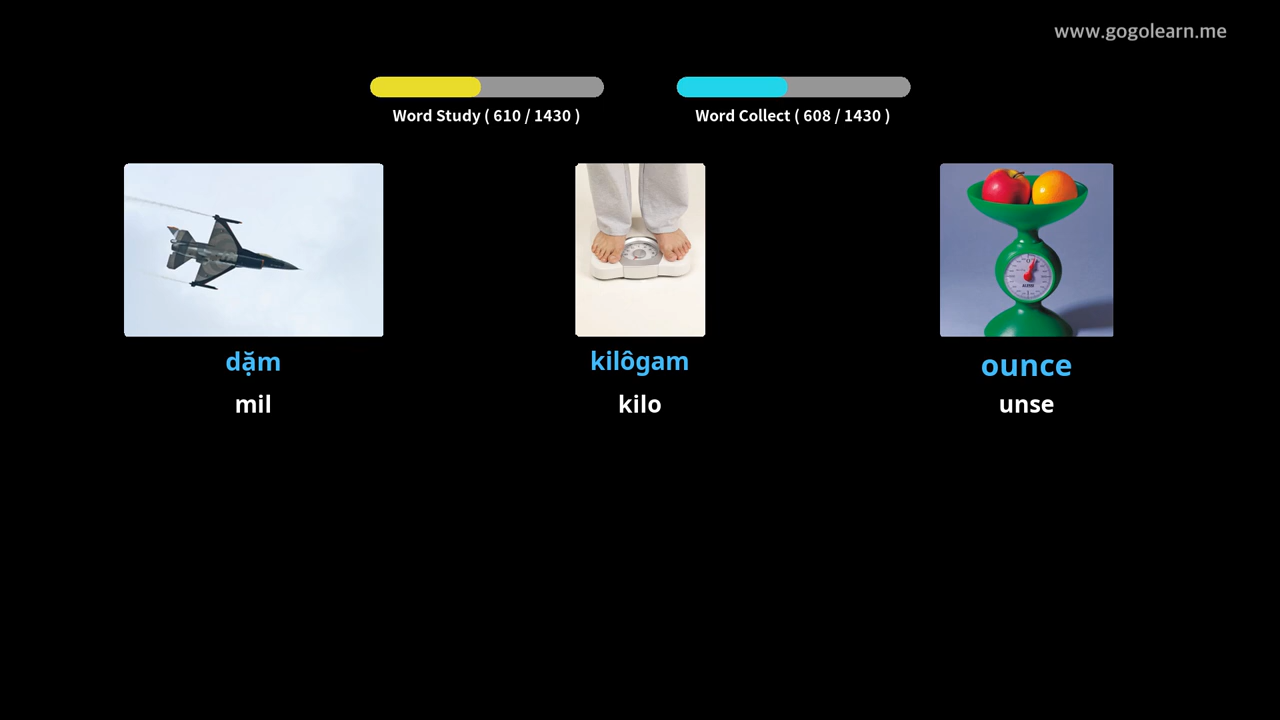 www.gogolearn.me
Word Study ( 610 / 1430 )
Word Collect ( 608 / 1430 )
dặm
kilôgam
ounce
mil
kilo
unse